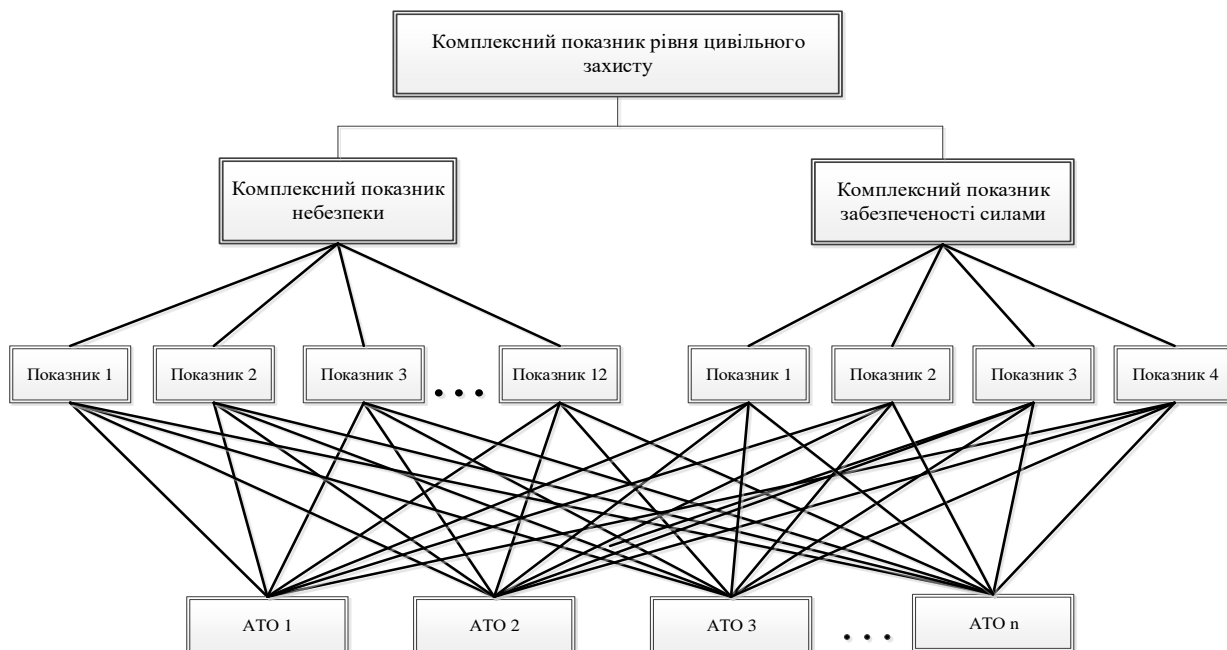 Комплексний показник рівня цивільного
захисту
Комплексний показник
небезпеки
Комплексний показник
забезпеченості силами
Показник 1
Показник 2
Показник 3
...
Показник 12
Показник 1
Показник 2
Показник 3
Показник 4
АТО 1
АТО 2
АТО 3
...
АТО n